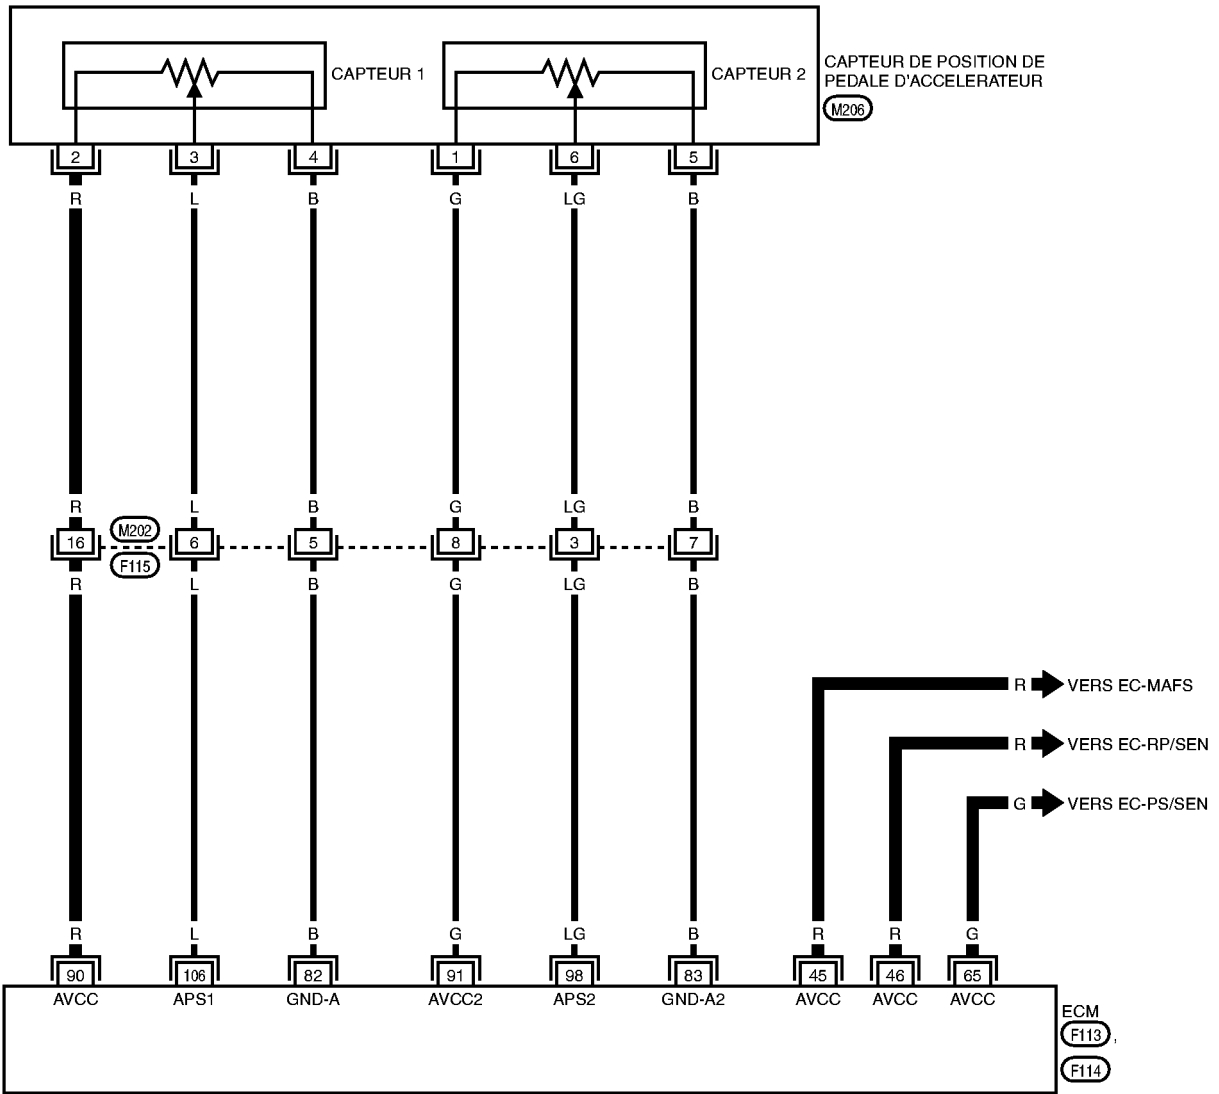 CAPTEUR 1
CAPTEUR 2
CAPTEUR DE POSITION DE
PEDALE D'ACCELERATEUR
M206
2 3 4 1 6 5
R L B G LG B
R L B G LG B
M202
16 6 5 8 3 7
F115
R L B G LG B
R VERS EC-MAFS
R VERS EC-RP/SEN
G VERS EC-PS/SEN
R L B G LG B R R G
90 106 82 91 98 83 45 46 65
AVCC APS1 GND-A AVCC2 APS2 GND-A2 AVCC AVCC AVCC
ECM
F113 ,
F114